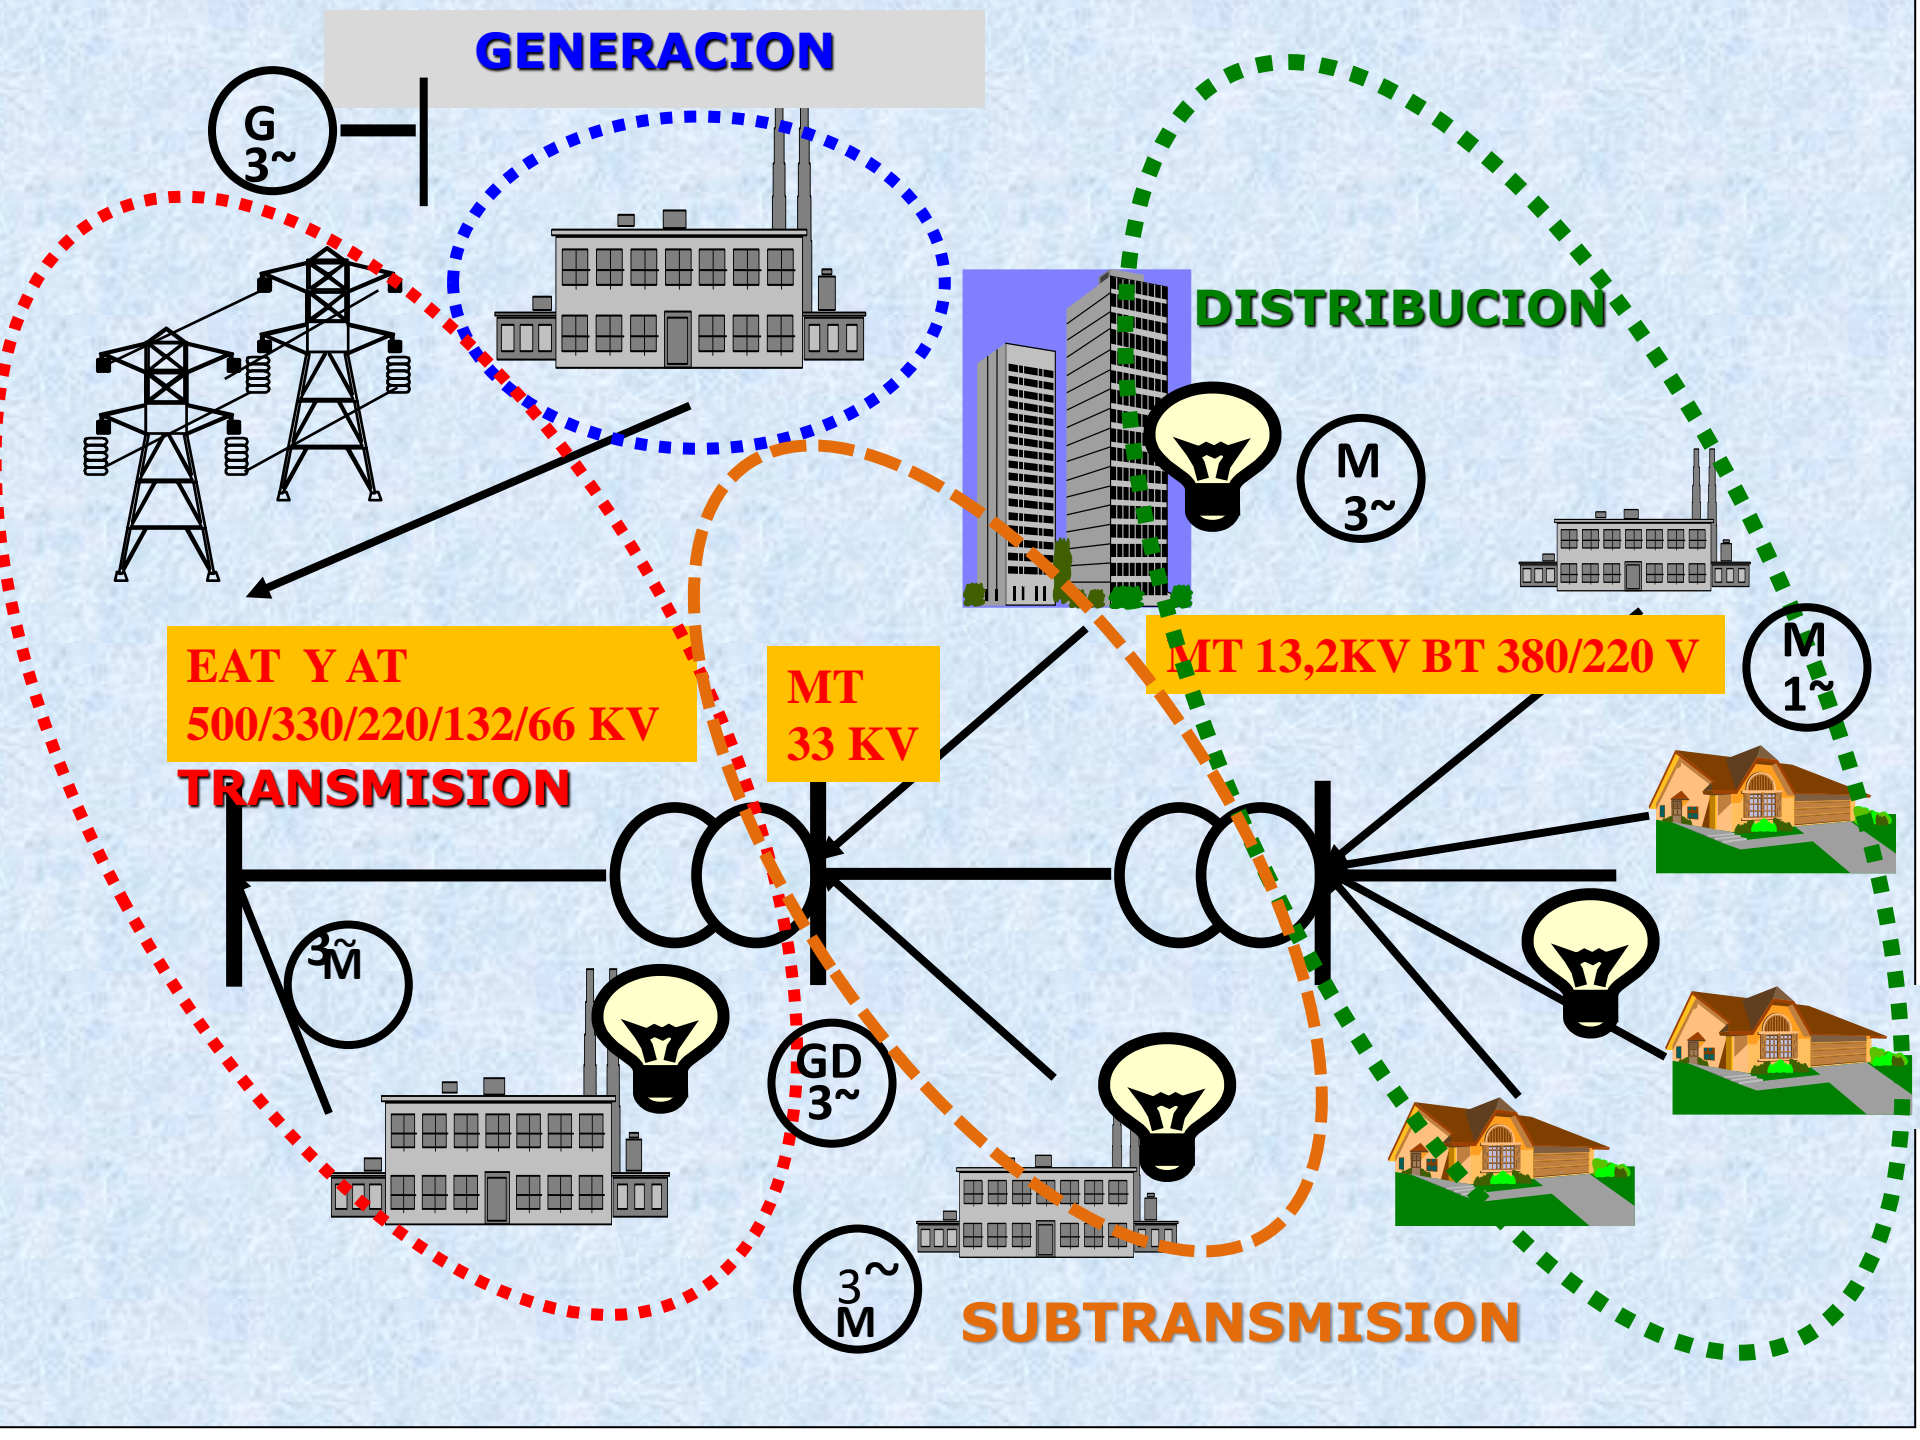 GENERACION
G
3~
DISTRIBUCION
M
3~
EAT Y AT
500/330/220/132/66 KV
MT
33 KV
MT 13,2KV BT 380/220 V
M
1~
TRANSMISION
3~
M
GD
3~
3~
M
SUBTRANSMISION